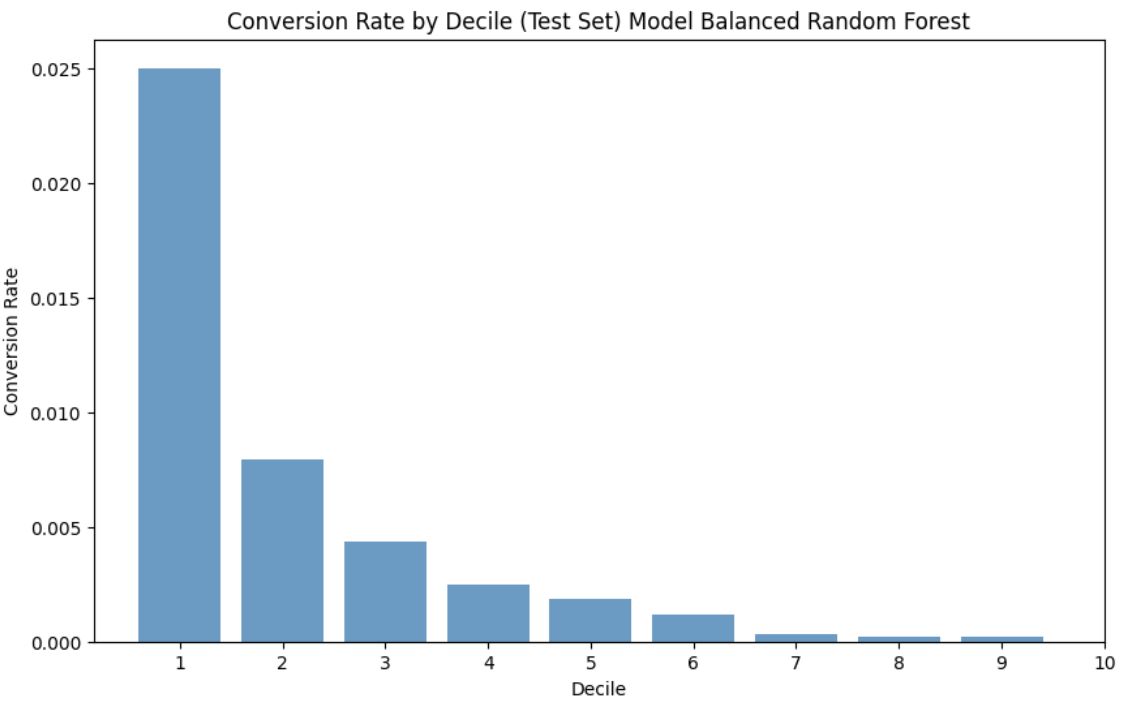 Conversion Rate by Decile (Test Set) Model Balanced Random Forest
Conversion Rate
0.025
0.020
0.015
0.010
0.005
0.000
1 2 3 4 5 6 7 8 9 10
Decile